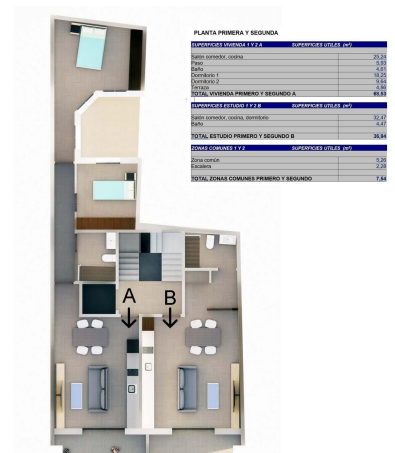 PLANTA PRIMERA Y SEGUNDA
SUPERFICIES VIVIENDA 1 Y 2 A SUPERFICIES UTILES (m²)
Salón comedor, cocina 25,24
Paso 5,93
Baño 4,61
Dormitorio 1 18,25
Dormitorio 2 9,64
Terraza 4,86
TOTAL VIVIENDA PRIMERO Y SEGUNDO A
SUPERFICIES ESTUDIO 1 Y 2 B SUPERFICIES UTILES (m²)
Salón comedor, cocina, dormitorio 32,47
Baño 4,47
TOTAL ESTUDIO PRIMERO Y SEGUNDO B 36,94
ZONAS COMUNES 1 Y 2 SUPERFICIES UTILES (m²)
Zona común 5,26
Escalera 2,28
TOTAL ZONAS COMUNES PRIMERO Y SEGUNDO 7,54
A B